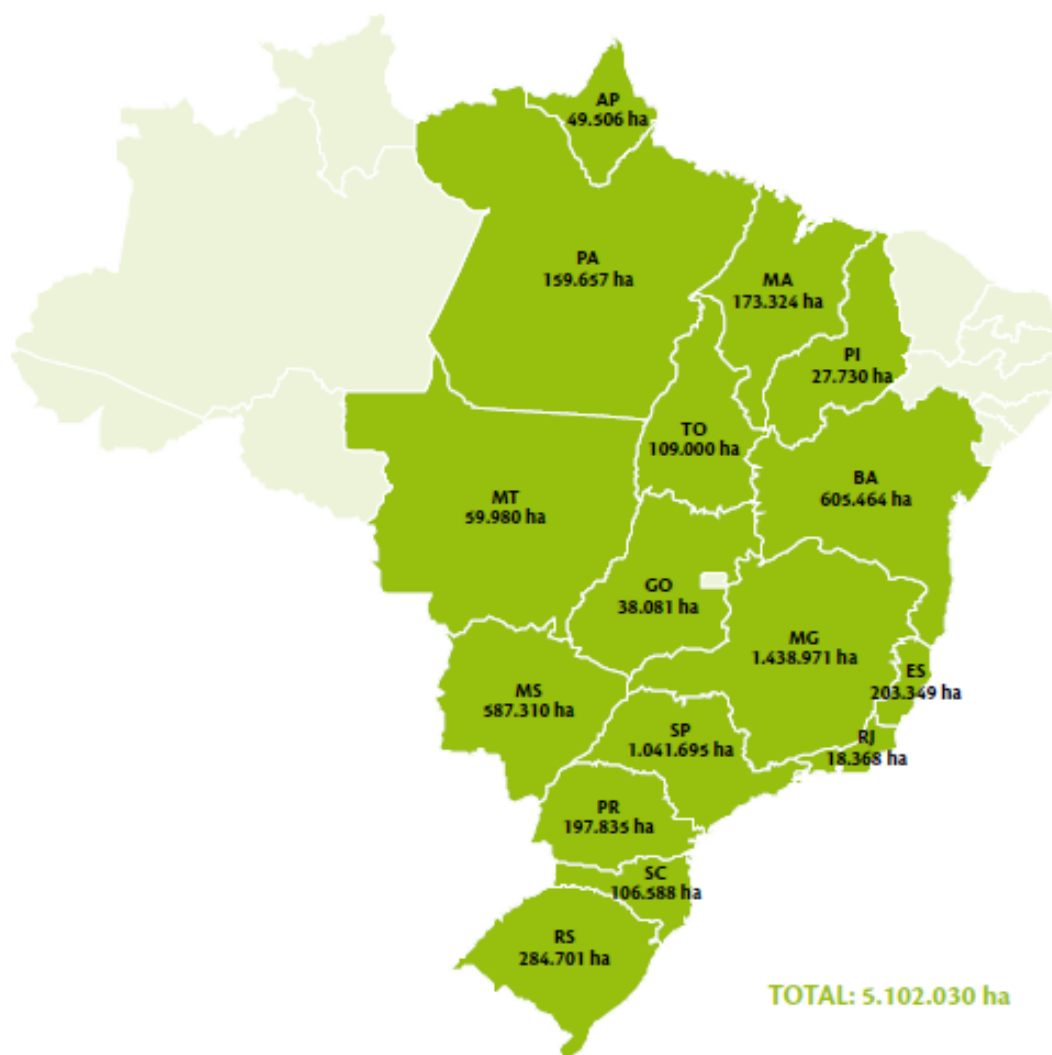 AP
49.506 ha
PA
159.657 ha
MA
173.324 ha
PI
27.730 ha
TO
109.000 ha
BA
605.464 ha
MT
59.980 ha
GO
38.081 ha
MG
1.438.971 ha
ES
203.349 ha
MS
587.310 ha
SP
1.041.695 ha
RJ
18.368 ha
PR
197.835 ha
SC
106.588 ha
RS
284.701 ha
TOTAL: 5.102.030 ha